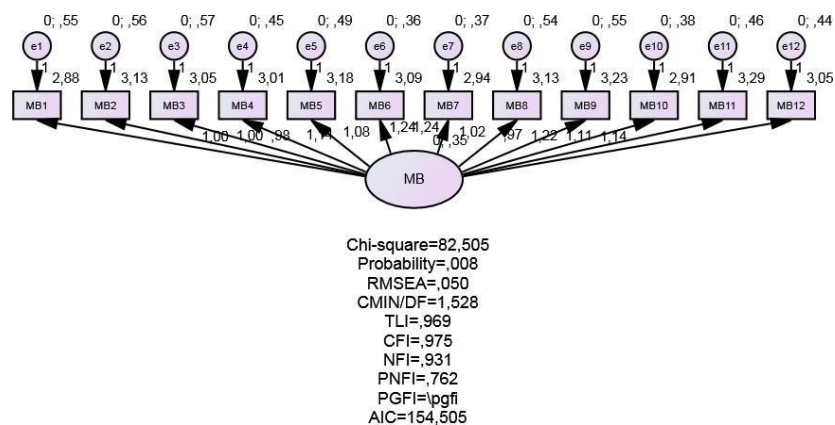 0; ,55 0; ,56 0; ,57 0; ,45 0; ,49 0; ,36 0; ,37 0; ,54 0; ,55 0; ,38 0; ,46 0; ,44
e1 e2 e3 e4 e5 e6 e7 e8 e9 e10 e11 e12
1 1 1 1 1 1 1 1 1 1 1 1
2,88 3,13 3,05 3,01 3,18 3,09 2,94 3,13 3,23 2,91 3,29 3,05
MB1 MB2 MB3 MB4 MB5 MB6 MB7 MB8 MB9 MB10 MB11 MB12
1,00 1,00 ,98 1,08 1,24 1,24 1,02 ,97 1,22 1,11 1,14
0; ,35
MB
Chi-square=82,505
Probability=,008
RMSEA=,050
CMIN/DF=1,528
TLI=,969
CFI=,975
NFI=,931
PNFI=,762
PGFI=\pgfi
AIC=154,505